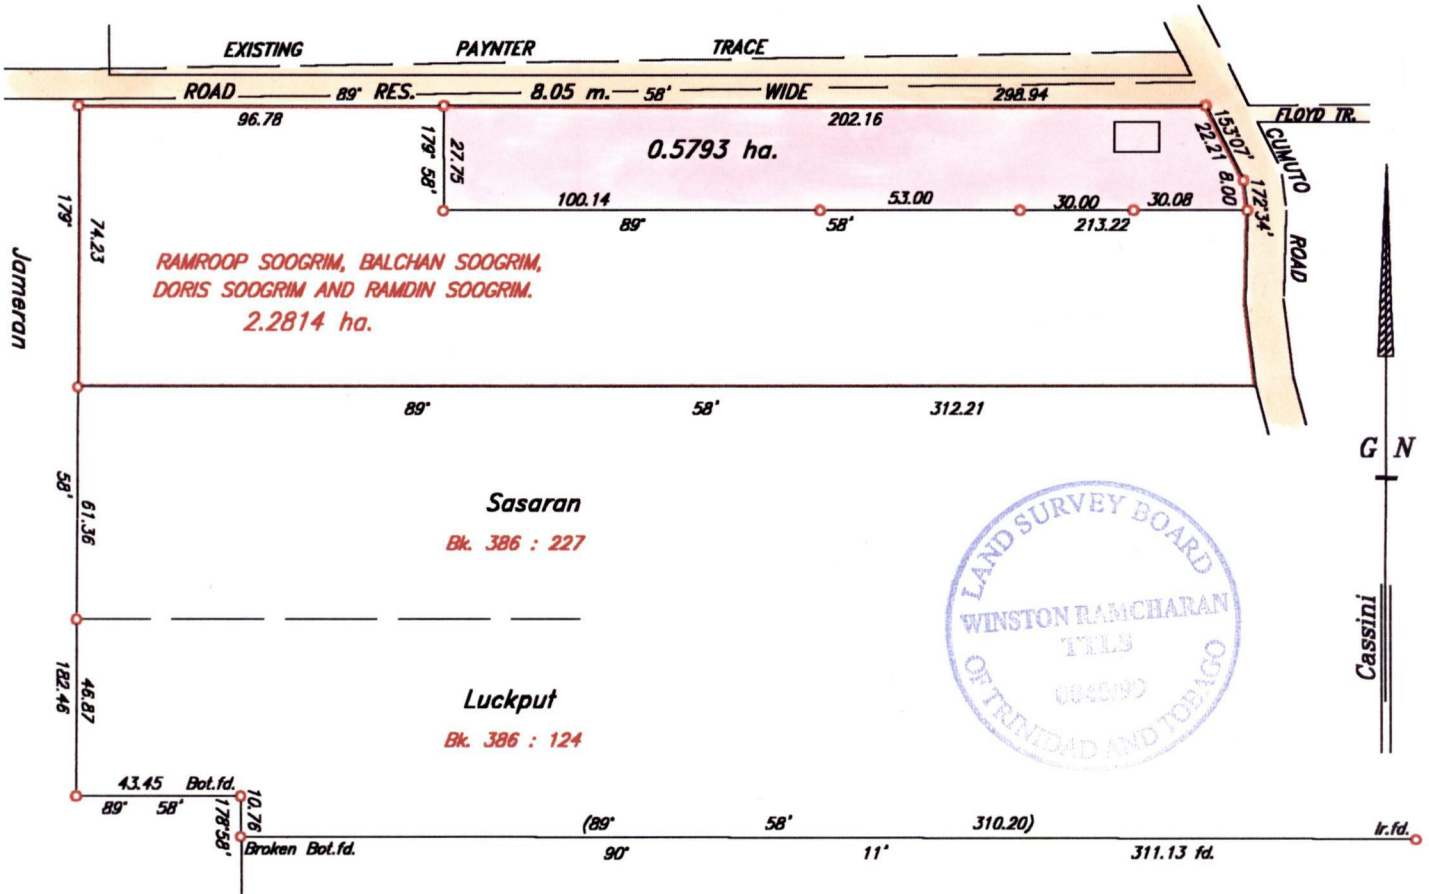 EXISTING PAYNTER TRACE
ROAD 89° RES. 8.05 m. 58' WIDE 298.94
FLOYD TR.
96.78
202.16
153°07'
22.21
CUMUTO
ROAD
0.5793 ha.
27.75
179° 58'
8.00
172°34'
100.14
53.00
30.00
30.08
89° 58' 213.22
179°
74.23
Jameran
RAMROOP SOOGRIM, BALCHAN SOOGRIM,
DORIS SOOGRIM AND RAMDIN SOOGRIM.
2.2814 ha.
89° 58' 312.21
G N
58'
61.36
Sasaran
Bk. 386 : 227
LAND SURVEY BOARD
WINSTON RAMCHARAN
TTLS
OF TRINIDAD AND TOBAGO
Cassini
46.87
182.46
Luckput
Bk. 386 : 124
43.45 Bot.fd.
89° 58'
10.76
178°58'
Broken Bot.fd.
(89° 58' 310.20)
90° 11' 311.13 fd.
Ir.fd.